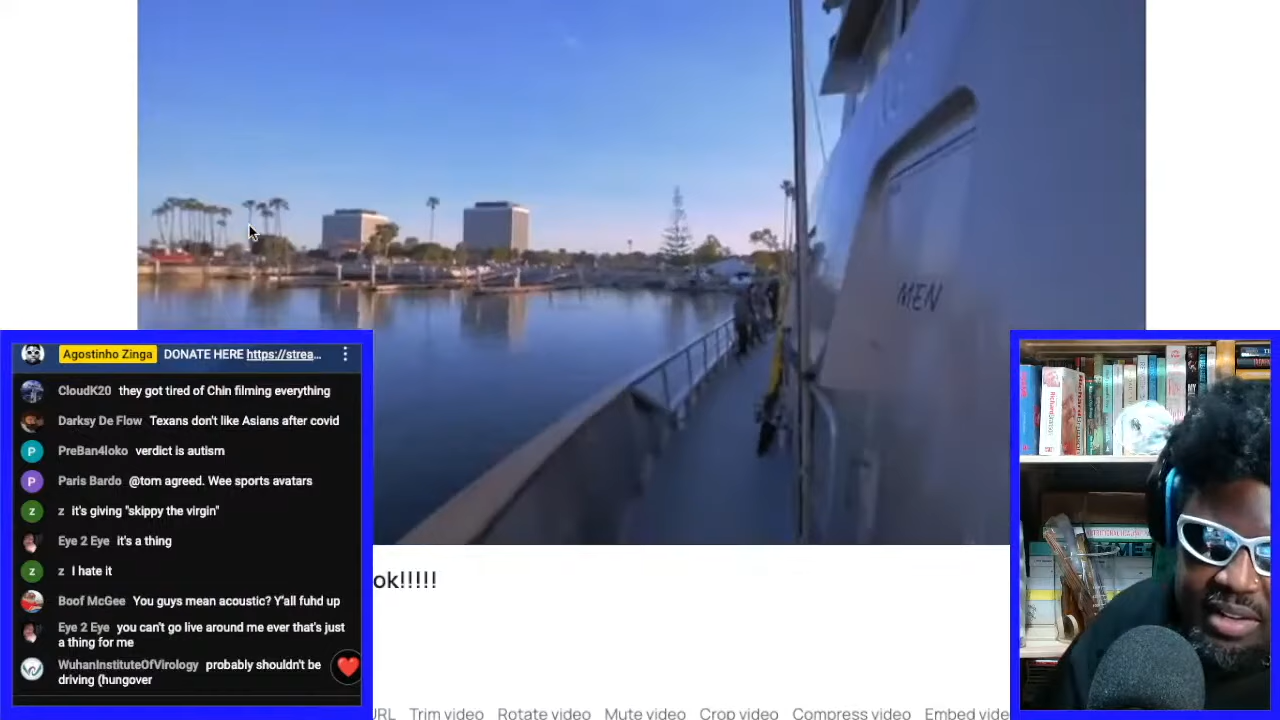 MEN
Agostinho Zinga DONATE HERE https://strea...
CloudK20 they got tired of Chin filming everything
Darksy De Flow Texans don't like Asians after covid
P PreBan4loko verdict is autism
P Paris Bardo @tom agreed. Wee sports avatars
z z it's giving "skippy the virgin"
Eye 2 Eye it's a thing
z z I hate it
Boof McGee You guys mean acoustic? Y'all fuhd up
Eye 2 Eye you can't go live around me ever that's just
a thing for me
WuhanInstituteOfVirology probably shouldn't be
driving (hungover
ok!!!!!
URL Trim video Rotate video Mute video Crop video Compress video Embed vide